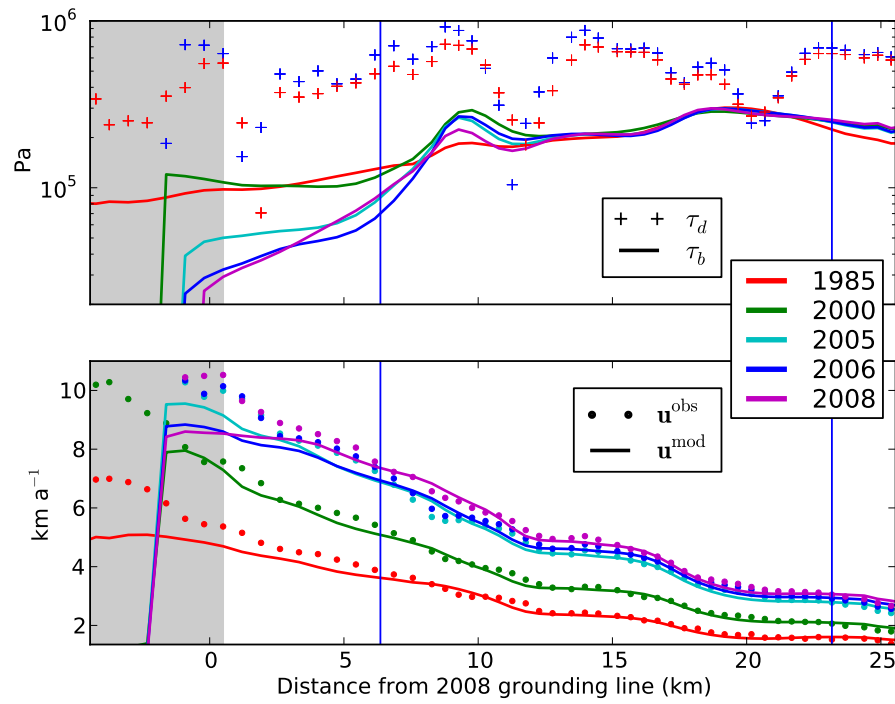 10⁶
Pa
10⁵
τ_d
τ_b
1985
2000
2005
2006
2008
10
8
6
4
2
km a⁻¹
u^obs
u^mod
0 5 10 15 20 25
Distance from 2008 grounding line (km)